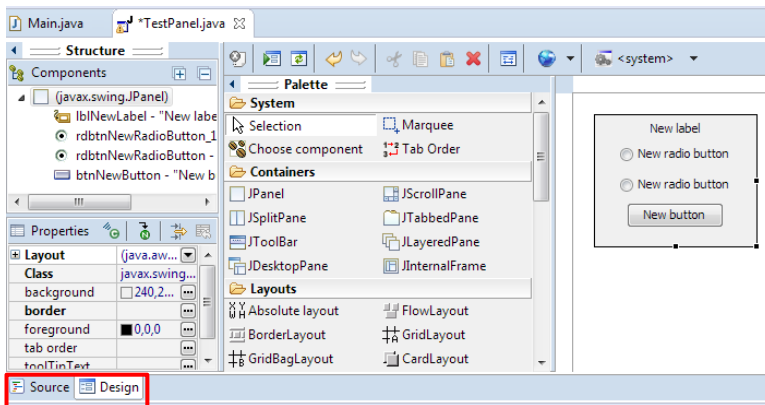 Main.java
*TestPanel.java
Structure
Components
(javax.swing.JPanel)
lblNewLabel - "New labe
rdbtnNewRadioButton_1
rdbtnNewRadioButton -
btnNewButton - "New b
Properties
Layout (java.aw...
Class javax.swing...
background 240,2...
border
foreground 0,0,0
tab order
toolTipText
Palette
System
Selection Marquee
Choose component Tab Order
Containers
JPanel JScrollPane
JSplitPane JTabbedPane
JToolBar JLayeredPane
JDesktopPane JInternalFrame
Layouts
Absolute layout FlowLayout
BorderLayout GridLayout
GridBagLayout CardLayout
<system>
New label
New radio button
New radio button
New button
Source Design